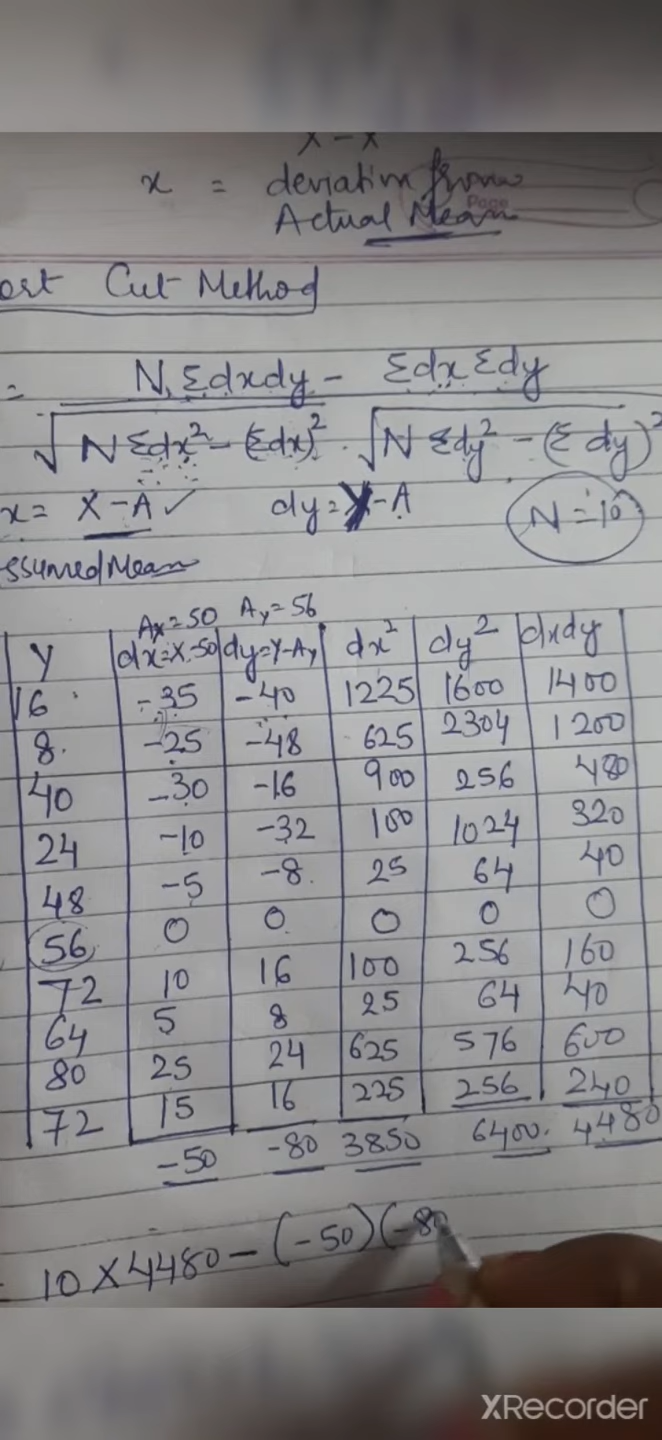 X - X
x = deviation from
Page
Actual Mean
ort Cut Method
= N. Σdxdy - Σdx Σdy
√NΣdx² - (Σdx)² . √N Σdy² - (Σdy)²
x = X - A ✓ dy = Y - A N = 10
ssumed Mean
Ax = 50 Ay = 56
Y dx=X-50 dy=Y-Ay dx² dy² dxdy
16 -35 -40 1225 1600 1400
8 -25 -48 625 2304 1200
40 -30 -16 900 256 480
24 -10 -32 100 1024 320
48 -5 -8 25 64 40
56 0 0 0 0 0
72 10 16 100 256 160
64 5 8 25 64 40
80 25 24 625 576 600
72 15 16 225 256 240
-50 -80 3850 6400 4480
= 10 × 4480 - (-50)(-80
XRecorder